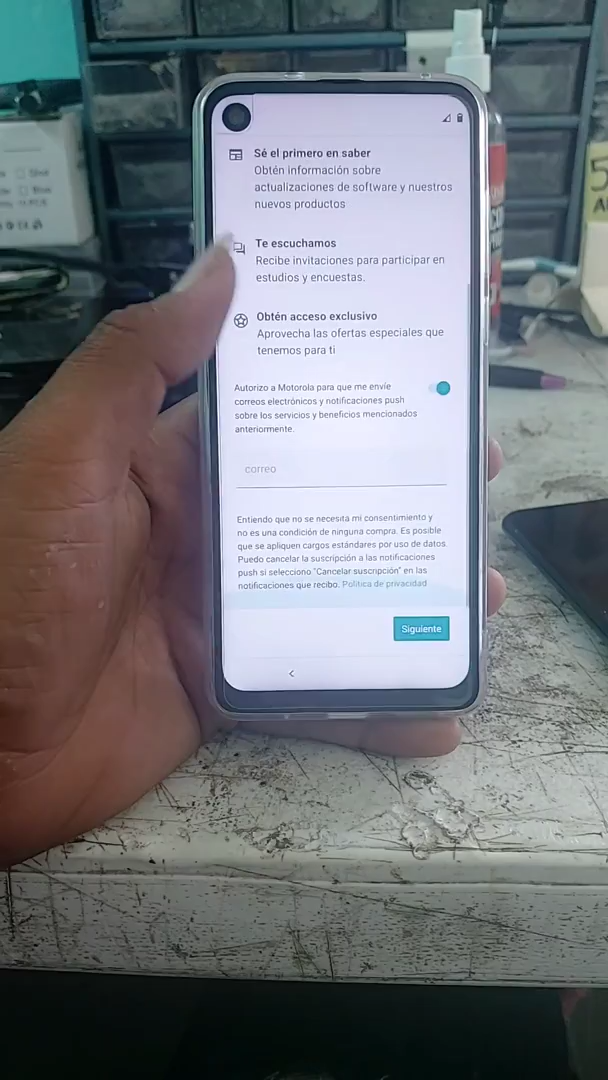 Sé el primero en saber
Obtén información sobre
actualizaciones de software y nuestros
nuevos productos
Te escuchamos
Recibe invitaciones para participar en
estudios y encuestas.
Obtén acceso exclusivo
Aprovecha las ofertas especiales que
tenemos para ti
Autorizo a Motorola para que me envíe
correos electrónicos y notificaciones push
sobre los servicios y beneficios mencionados
anteriormente.
correo
Entiendo que no se necesita mi consentimiento y
no es una condición de ninguna compra. Es posible
que se apliquen cargos estándares por uso de datos.
Puedo cancelar la suscripción a las notificaciones
push si selecciono "Cancelar suscripción" en las
notificaciones que recibo. Política de privacidad
Siguiente